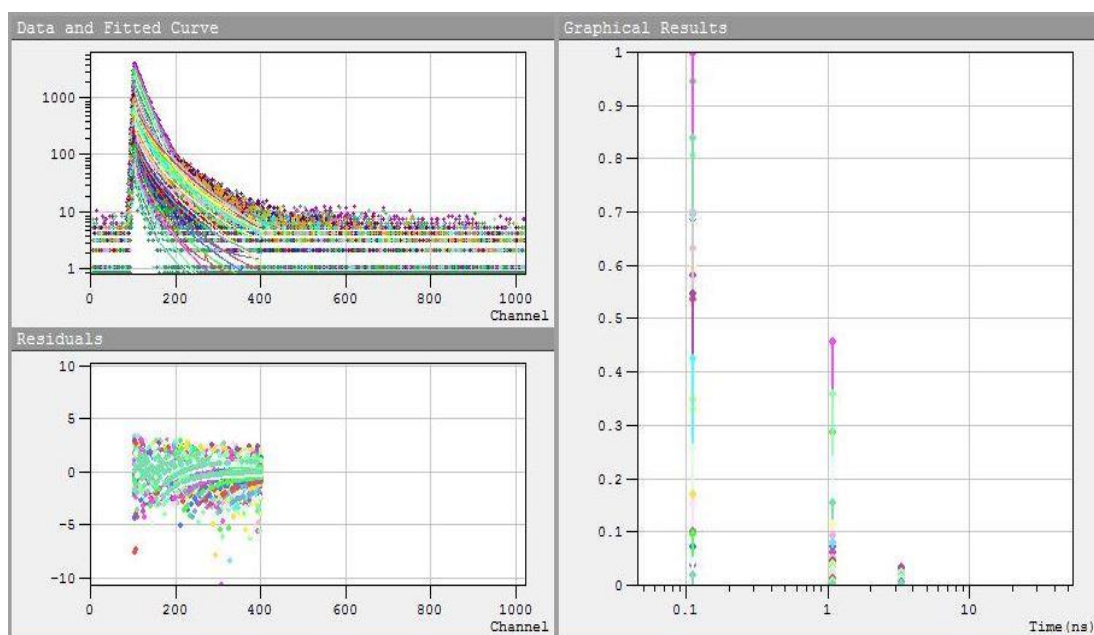 Data and Fitted Curve
1000
100
10
1
0 200 400 600 800 1000
Channel
Residuals
10
5
0
-5
-10
0 200 400 600 800 1000
Channel
Graphical Results
1
0.9
0.8
0.7
0.6
0.5
0.4
0.3
0.2
0.1
0
0.1 1 10
Time(ns)